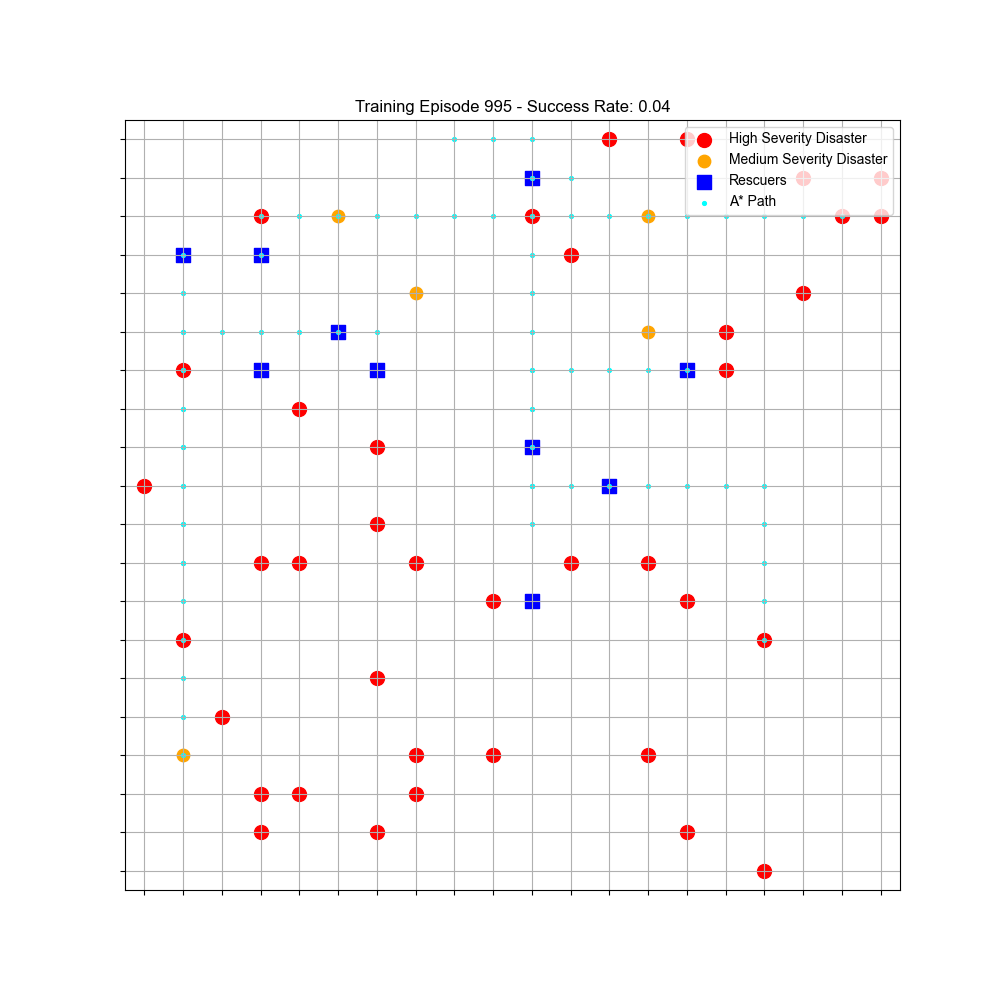 Training Episode 995 - Success Rate: 0.04
High Severity Disaster
Medium Severity Disaster
Rescuers
A* Path